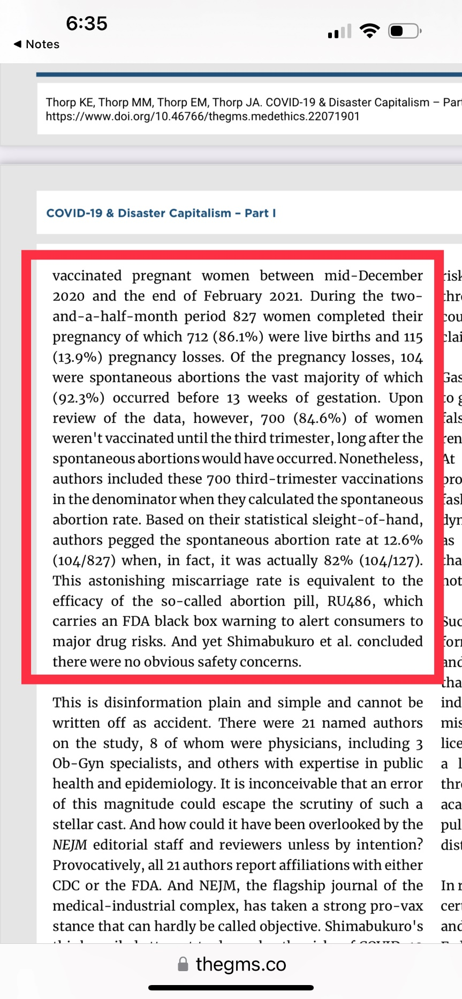 6:35
◀ Notes
Thorp KE, Thorp MM, Thorp EM, Thorp JA. COVID-19 & Disaster Capitalism – Part
https://www.doi.org/10.46766/thegms.medethics.22071901
COVID-19 & Disaster Capitalism – Part I
vaccinated pregnant women between mid-December
2020 and the end of February 2021. During the two-
and-a-half-month period 827 women completed their
pregnancy of which 712 (86.1%) were live births and 115
(13.9%) pregnancy losses. Of the pregnancy losses, 104
were spontaneous abortions the vast majority of which
(92.3%) occurred before 13 weeks of gestation. Upon
review of the data, however, 700 (84.6%) of women
weren't vaccinated until the third trimester, long after the
spontaneous abortions would have occurred. Nonetheless,
authors included these 700 third-trimester vaccinations
in the denominator when they calculated the spontaneous
abortion rate. Based on their statistical sleight-of-hand,
authors pegged the spontaneous abortion rate at 12.6%
(104/827) when, in fact, it was actually 82% (104/127).
This astonishing miscarriage rate is equivalent to the
efficacy of the so-called abortion pill, RU486, which
carries an FDA black box warning to alert consumers to
major drug risks. And yet Shimabukuro et al. concluded
there were no obvious safety concerns.
This is disinformation plain and simple and cannot be
written off as accident. There were 21 named authors
on the study, 8 of whom were physicians, including 3
Ob-Gyn specialists, and others with expertise in public
health and epidemiology. It is inconceivable that an error
of this magnitude could escape the scrutiny of such a
stellar cast. And how could it have been overlooked by the
NEJM editorial staff and reviewers unless by intention?
Provocatively, all 21 authors report affiliations with either
CDC or the FDA. And NEJM, the flagship journal of the
medical-industrial complex, has taken a strong pro-vax
stance that can hardly be called objective. Shimabukuro's
thegms.co